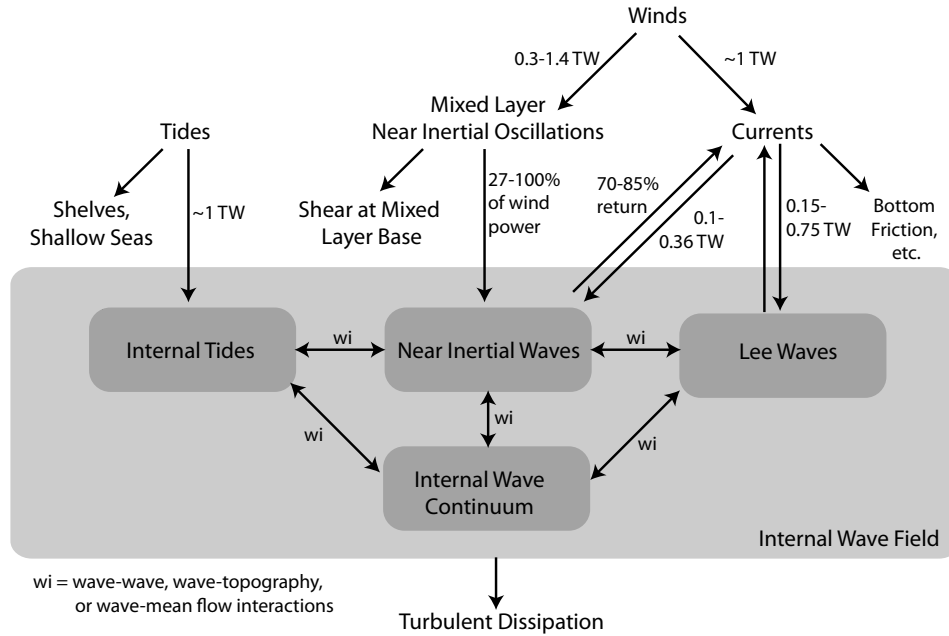 Winds
0.3-1.4 TW
~1 TW
Mixed Layer
Near Inertial Oscillations
Tides
Currents
Shelves,
Shallow Seas
~1 TW
Shear at Mixed
Layer Base
27-100%
of wind
power
70-85%
return
0.1-
0.36 TW
0.15-
0.75 TW
Bottom
Friction,
etc.
Internal Tides
wi
Near Inertial Waves
wi
Lee Waves
wi
wi
wi
Internal Wave
Continuum
Internal Wave Field
wi = wave-wave, wave-topography,
or wave-mean flow interactions
Turbulent Dissipation